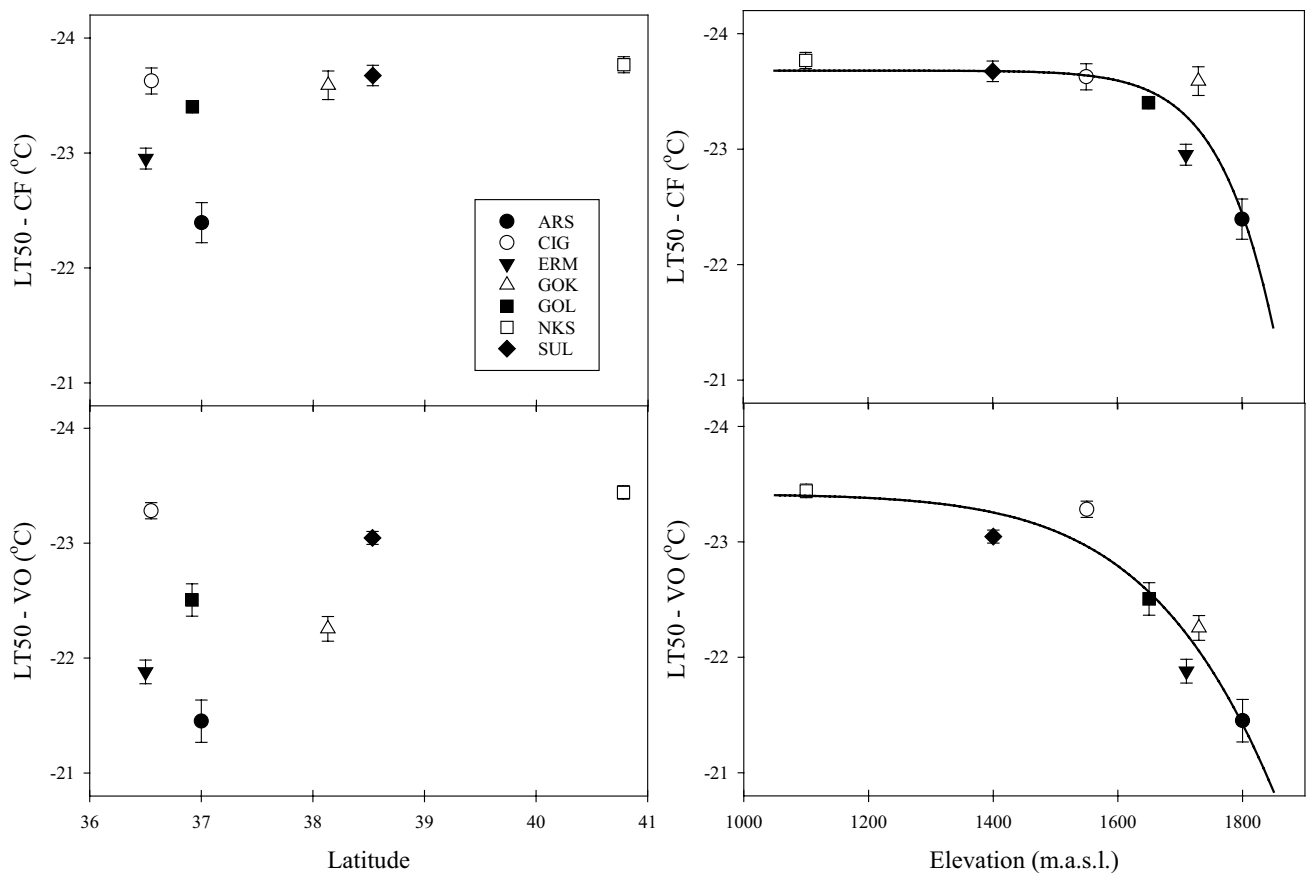 -24
-23
-22
-21
LT50 - CF (°C)
ARS
CIG
ERM
GOK
GOL
NKS
SUL
-24
-23
-22
-21
LT50 - CF (°C)
-24
-23
-22
-21
LT50 - VO (°C)
36 37 38 39 40 41
Latitude
-24
-23
-22
-21
LT50 - VO (°C)
1000 1200 1400 1600 1800
Elevation (m.a.s.l.)